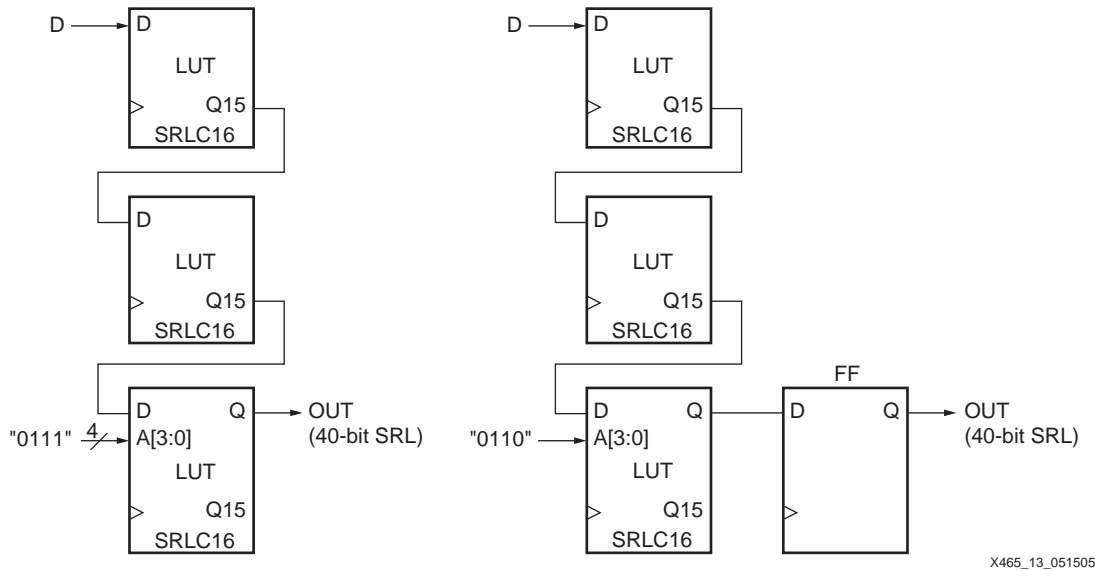 D
D
LUT
Q15
SRLC16
D
LUT
Q15
SRLC16
D
Q
OUT
(40-bit SRL)
"0111"
4
A[3:0]
LUT
Q15
SRLC16
D
D
LUT
Q15
SRLC16
D
LUT
Q15
SRLC16
FF
D
Q
D
Q
OUT
(40-bit SRL)
"0110"
A[3:0]
LUT
Q15
SRLC16
X465_13_051505